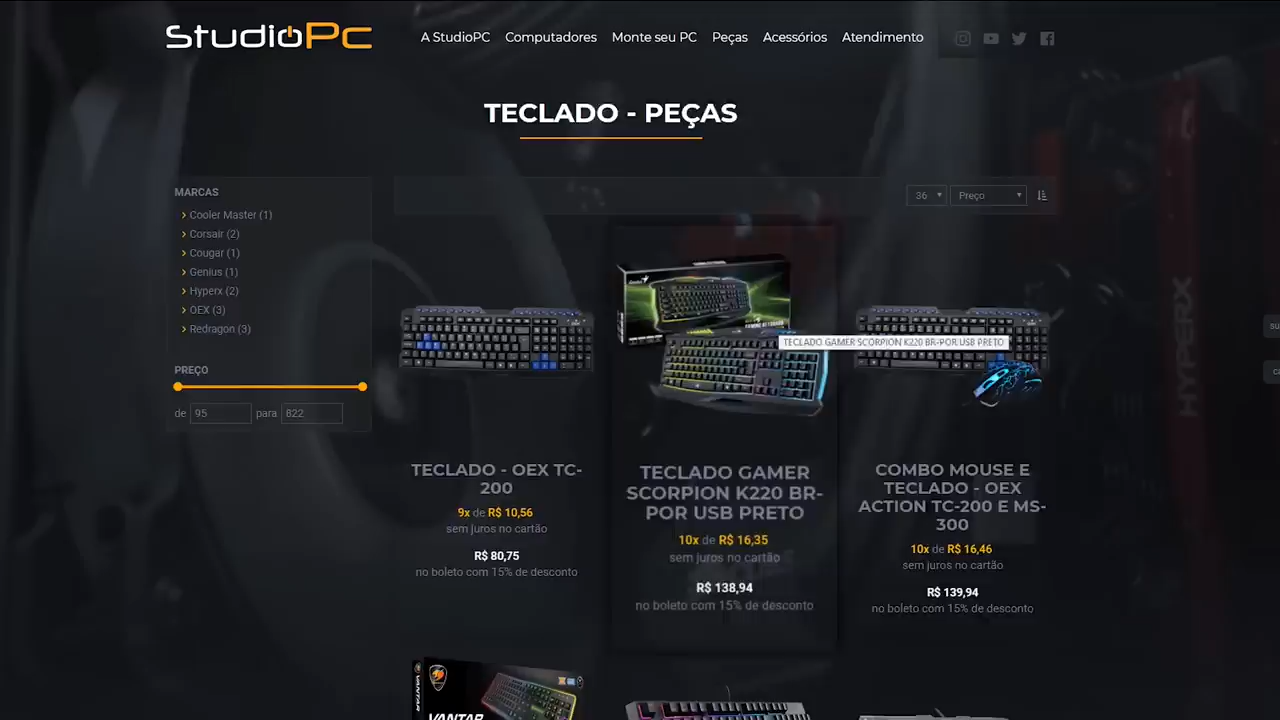 StudioPc
A StudioPC Computadores Monte seu PC Peças Acessórios Atendimento
TECLADO - PEÇAS
MARCAS
Cooler Master (1)
Corsair (2)
Cougar (1)
Genius (1)
Hyperx (2)
OEX (3)
Redragon (3)
PREÇO
de 95 para 822
36 Preço
TECLADO GAMER SCORPION K220 BR-POR USB PRETO
HYPERX
TECLADO - OEX TC-
200
9x de R$ 10,56
sem juros no cartão
R$ 80,75
no boleto com 15% de desconto
TECLADO GAMER
SCORPION K220 BR-
POR USB PRETO
10x de R$ 16,35
sem juros no cartão
R$ 138,94
no boleto com 15% de desconto
COMBO MOUSE E
TECLADO - OEX
ACTION TC-200 E MS-
300
10x de R$ 16,46
sem juros no cartão
R$ 139,94
no boleto com 15% de desconto
VANTAR